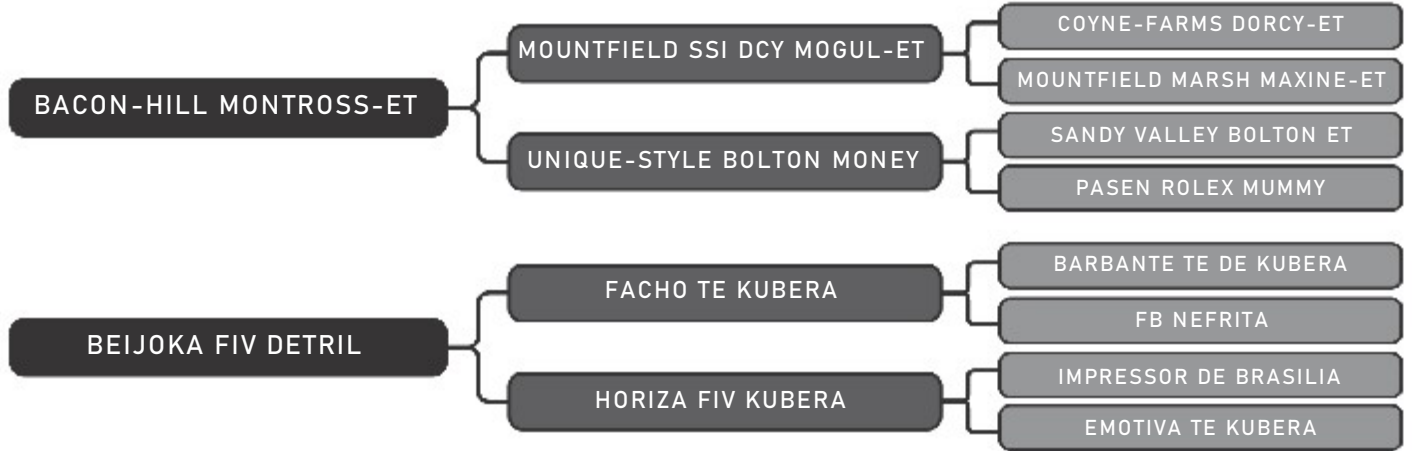 BACON-HILL MONTROSS-ET
MOUNTFIELD SSI DCY MOGUL-ET
COYNE-FARMS DORCY-ET
MOUNTFIELD MARSH MAXINE-ET
UNIQUE-STYLE BOLTON MONEY
SANDY VALLEY BOLTON ET
PASEN ROLEX MUMMY
BEIJOKA FIV DETRIL
FACHO TE KUBERA
BARBANTE TE DE KUBERA
FB NEFRITA
HORIZA FIV KUBERA
IMPRESSOR DE BRASILIA
EMOTIVA TE KUBERA